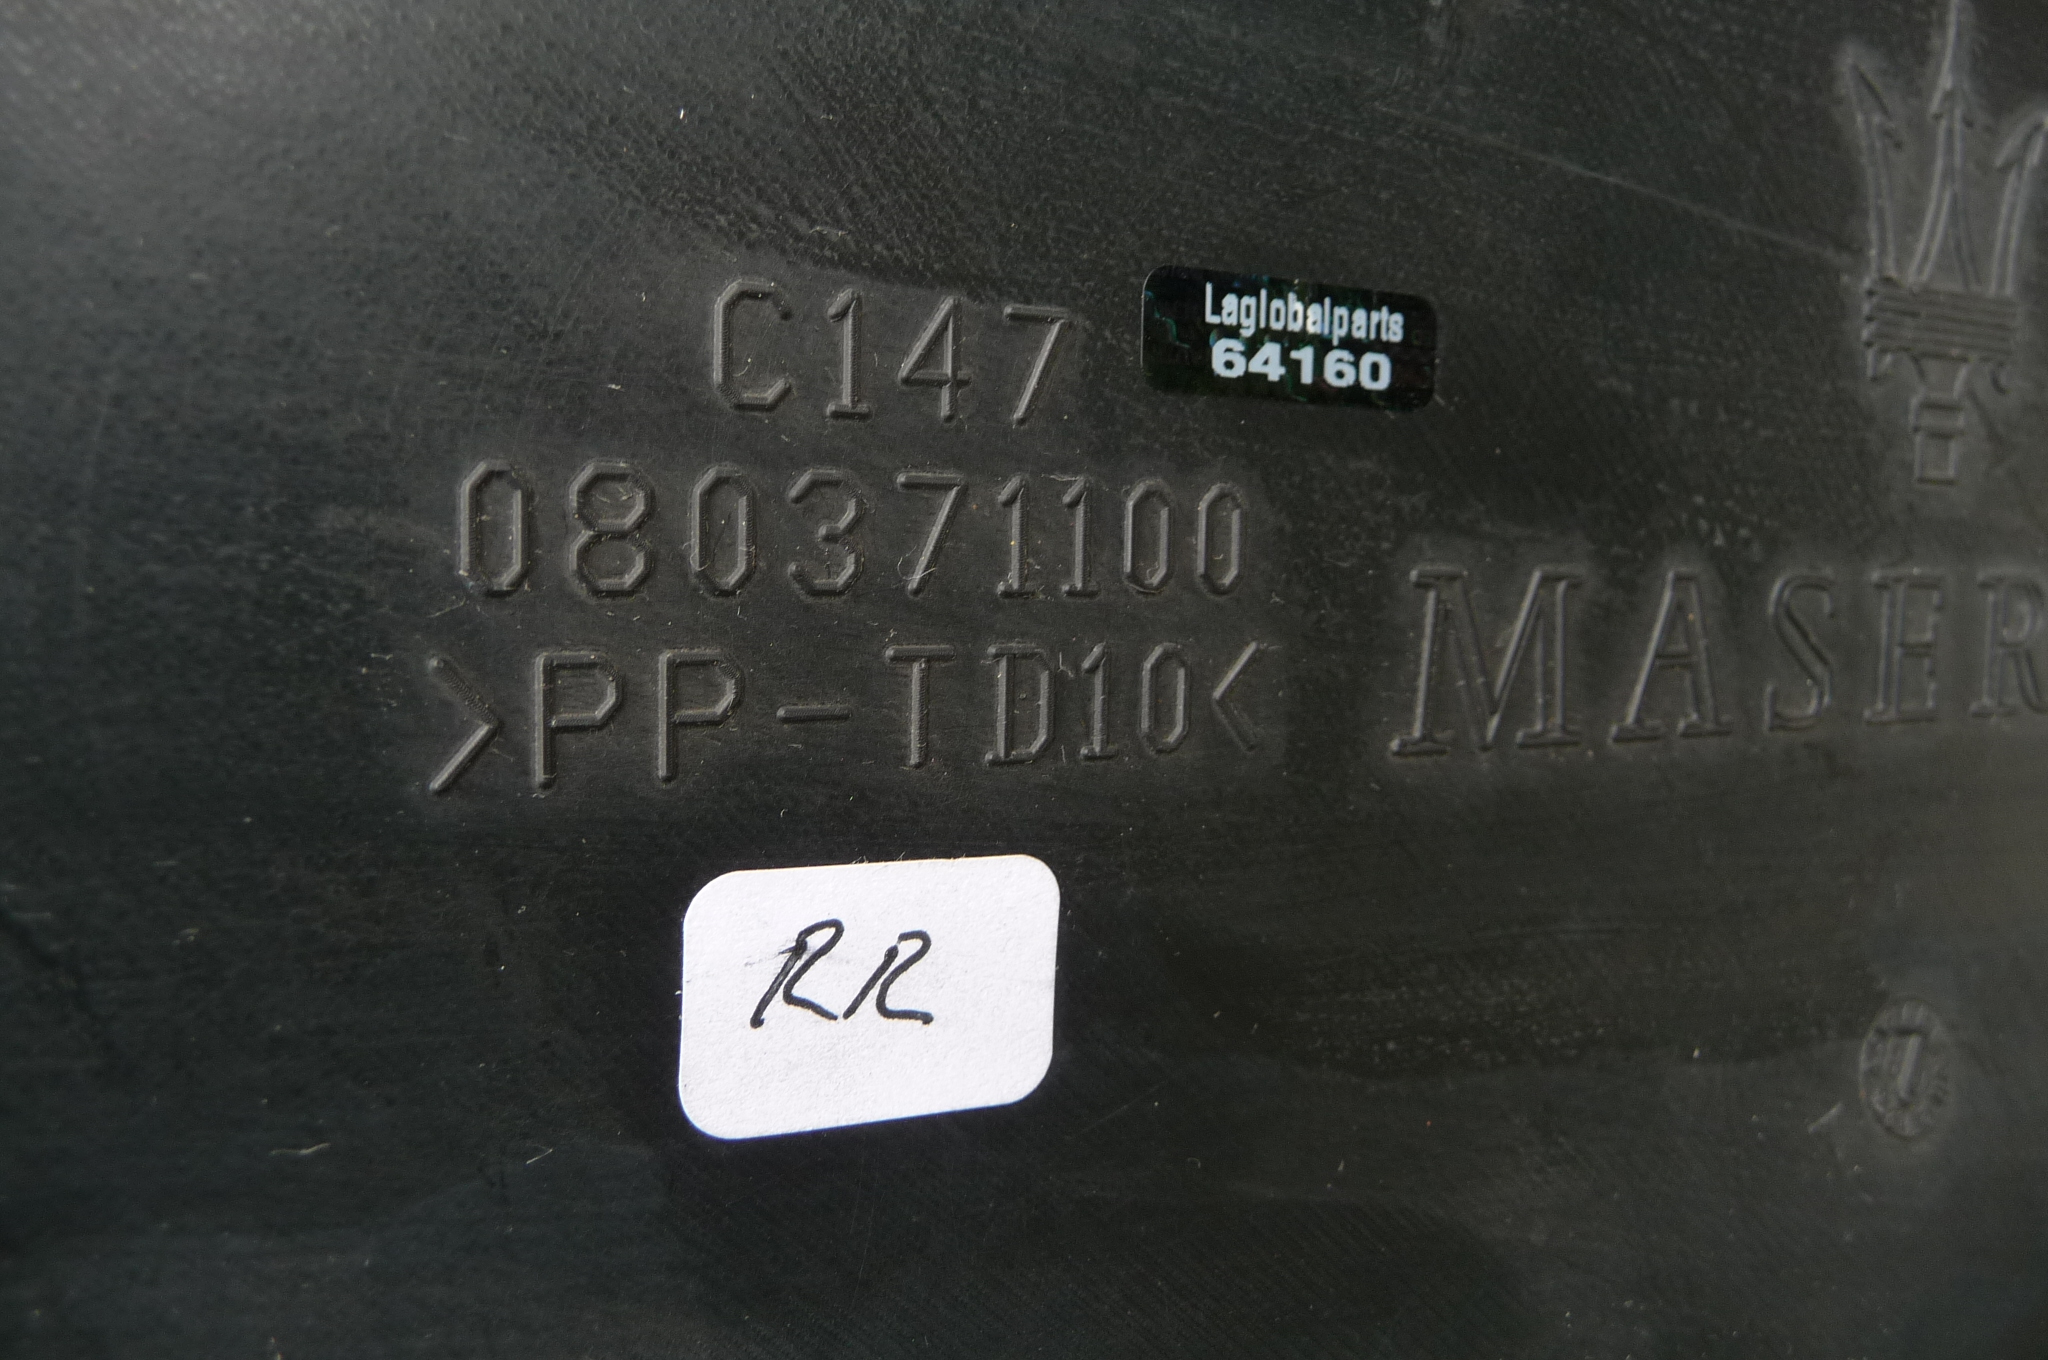 C147
Laglobalparts
64160
080371100
>PP-TD10<
MASER
RR